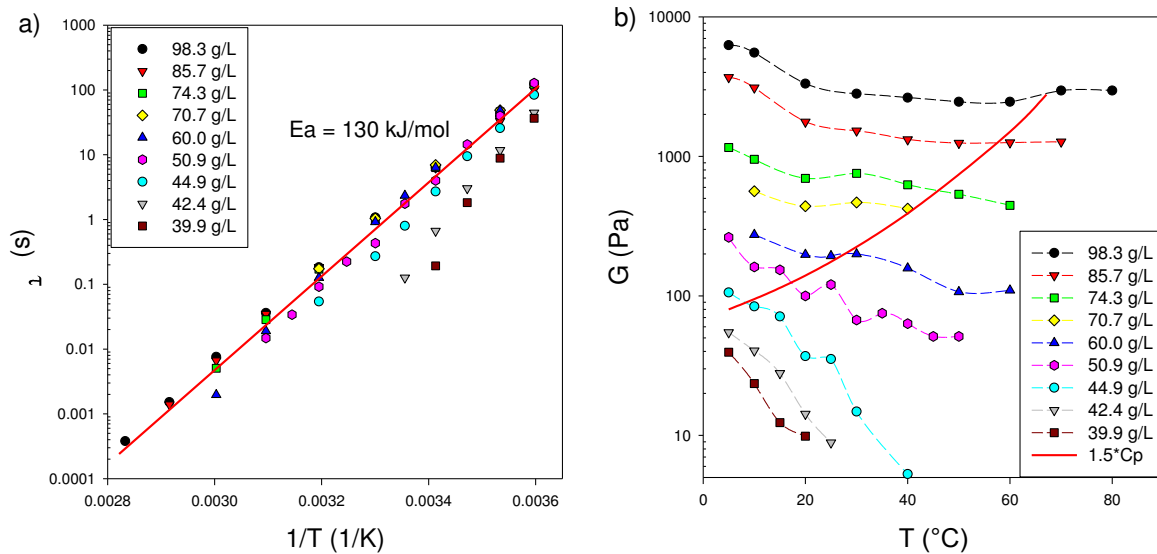 a)
1000
100
10
1
0.1
0.01
0.001
0.0001
τ (s)
98.3 g/L
85.7 g/L
74.3 g/L
70.7 g/L
60.0 g/L
50.9 g/L
44.9 g/L
42.4 g/L
39.9 g/L
Ea = 130 kJ/mol
0.0028 0.0030 0.0032 0.0034 0.0036
1/T (1/K)
b)
10000
1000
100
10
G (Pa)
98.3 g/L
85.7 g/L
74.3 g/L
70.7 g/L
60.0 g/L
50.9 g/L
44.9 g/L
42.4 g/L
39.9 g/L
1.5*Cp
0 20 40 60 80
T (°C)